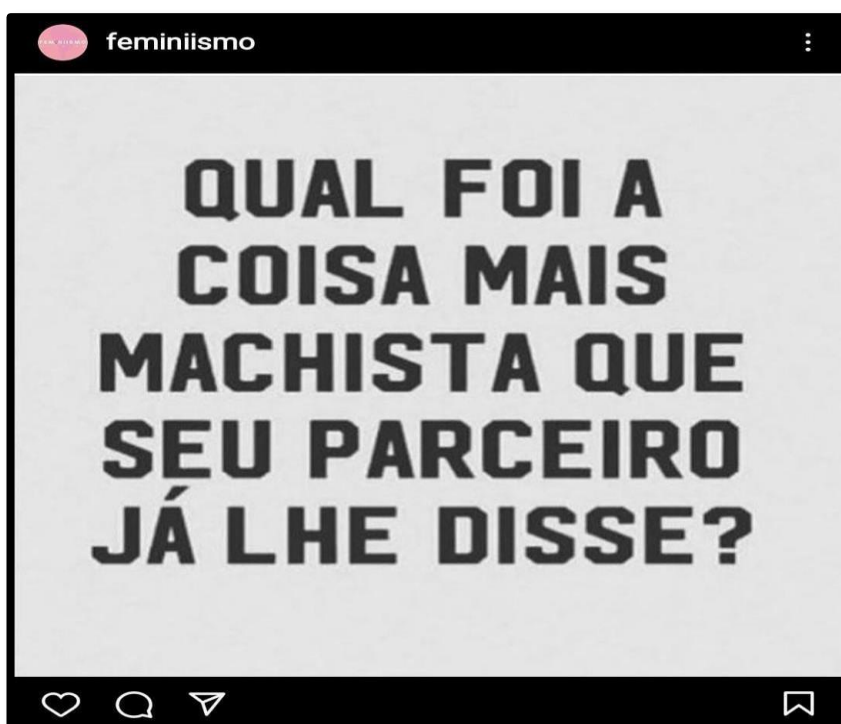 feminiismo
QUAL FOI A
COISA MAIS
MACHISTA QUE
SEU PARCEIRO
JÁ LHE DISSE?